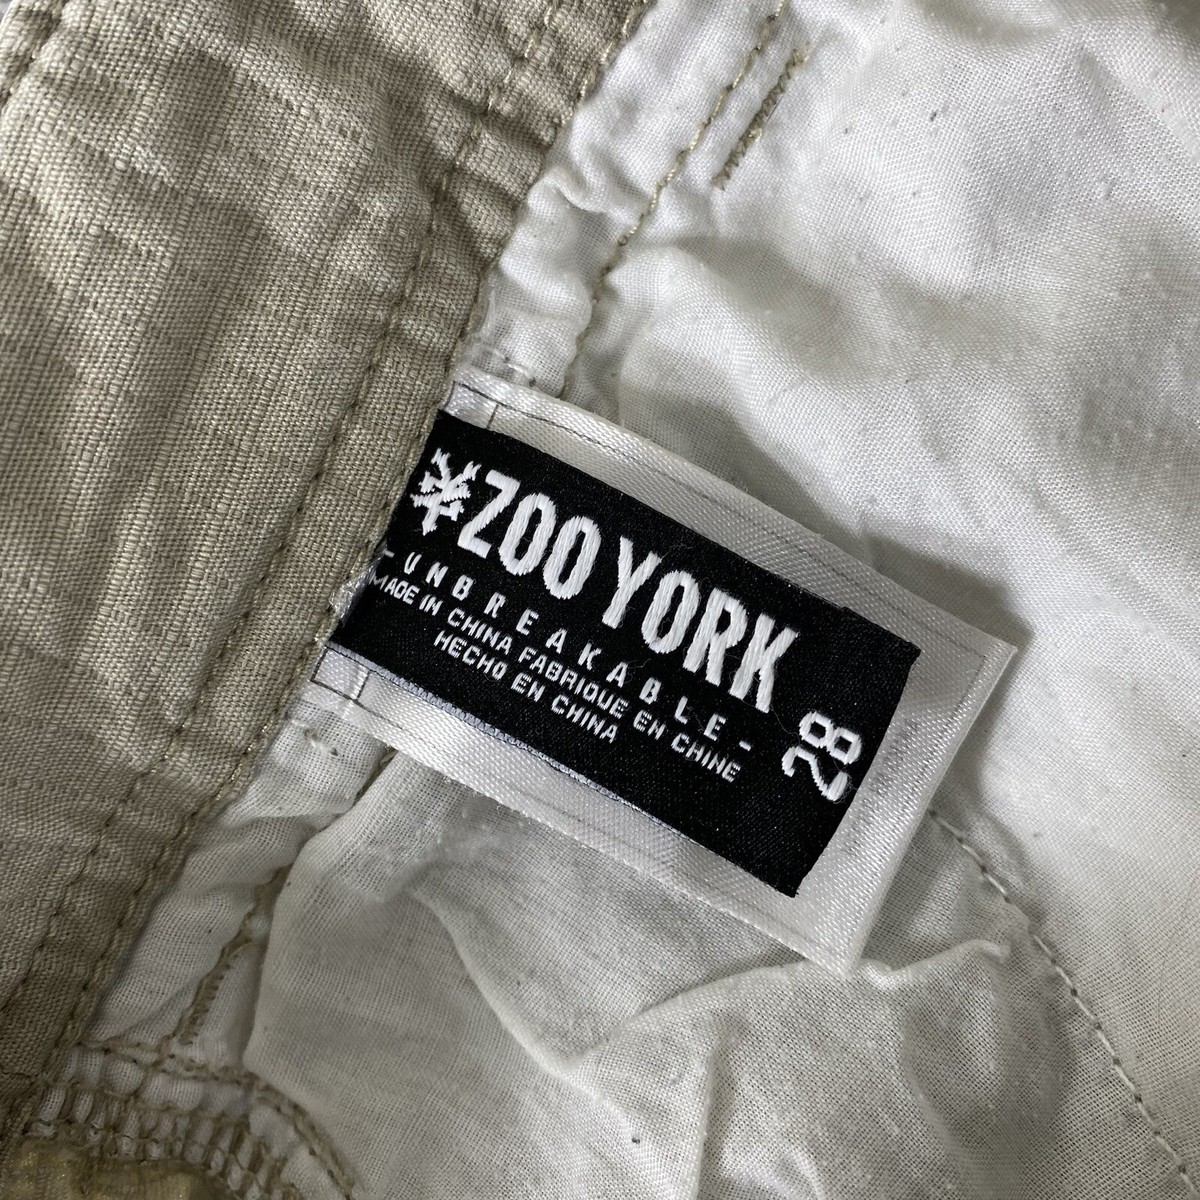 ZOO YORK
- UNBREAKABLE -
MADE IN CHINA FABRIQUE EN CHINE
HECHO EN CHINA
28